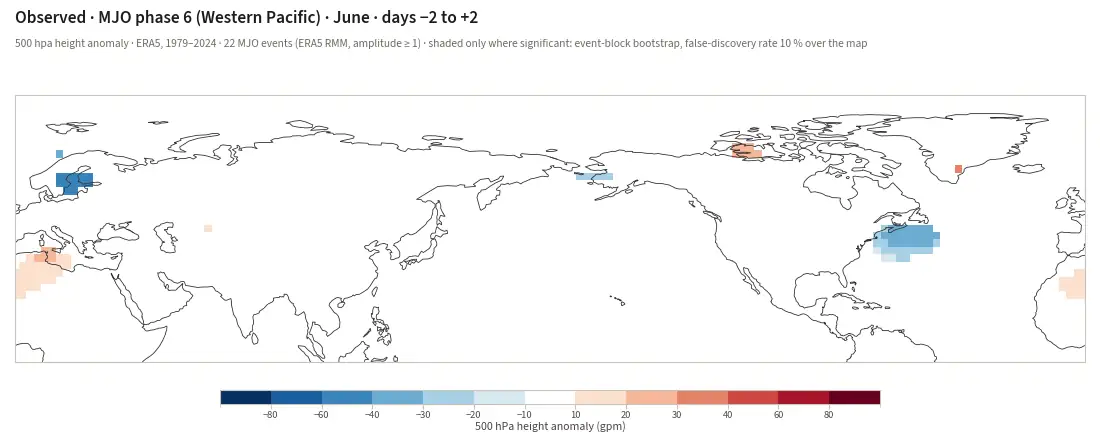 Observed · MJO phase 6 (Western Pacific) · June · days −2 to +2
500 hpa height anomaly · ERA5, 1979–2024 · 22 MJO events (ERA5 RMM, amplitude ≥ 1) · shaded only where significant: event-block bootstrap, false-discovery rate 10 % over the map
−80 −60 −40 −30 −20 −10 10 20 30 40 60 80
500 hPa height anomaly (gpm)